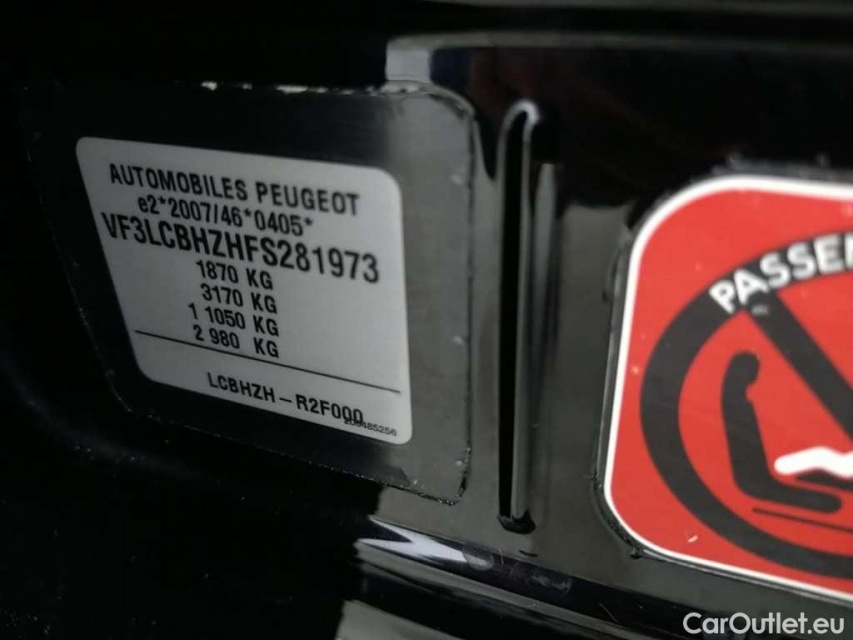 AUTOMOBILES PEUGEOT
e2*2007/46*0405*
VF3LCBHZHFS281973
1870 KG
3170 KG
1 1050 KG
2 980 KG
LCBHZH-R2F000
PASSEN
CarOutlet.eu